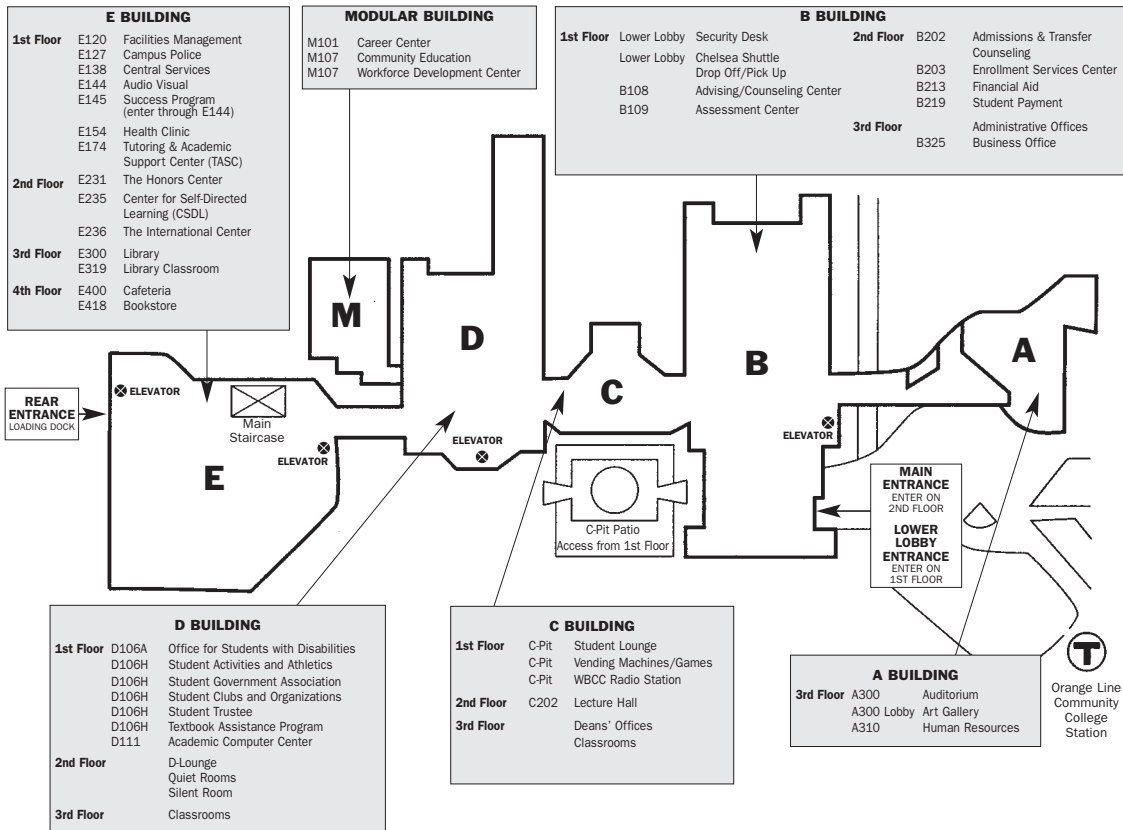 E BUILDING
1st Floor E120 Facilities Management
E127 Campus Police
E138 Central Services
E144 Audio Visual
E145 Success Program
(enter through E144)
E154 Health Clinic
E174 Tutoring & Academic
Support Center (TASC)
2nd Floor E231 The Honors Center
E235 Center for Self-Directed
Learning (CSDL)
E236 The International Center
3rd Floor E300 Library
E319 Library Classroom
4th Floor E400 Cafeteria
E418 Bookstore
MODULAR BUILDING
M101 Career Center
M107 Community Education
M107 Workforce Development Center
B BUILDING
1st Floor Lower Lobby Security Desk
Lower Lobby Chelsea Shuttle
Drop Off/Pick Up
B108 Advising/Counseling Center
B109 Assessment Center
2nd Floor B202 Admissions & Transfer
Counseling
B203 Enrollment Services Center
B213 Financial Aid
B219 Student Payment
3rd Floor Administrative Offices
B325 Business Office
M
D
C
B
A
E
REAR
ENTRANCE
LOADING DOCK
ELEVATOR
Main
Staircase
ELEVATOR
ELEVATOR
ELEVATOR
C-Pit Patio
Access from 1st Floor
MAIN
ENTRANCE
ENTER ON
2ND FLOOR
LOWER
LOBBY
ENTRANCE
ENTER ON
1ST FLOOR
D BUILDING
1st Floor D106A Office for Students with Disabilities
D106H Student Activities and Athletics
D106H Student Government Association
D106H Student Clubs and Organizations
D106H Student Trustee
D106H Textbook Assistance Program
D111 Academic Computer Center
2nd Floor D-Lounge
Quiet Rooms
Silent Room
3rd Floor Classrooms
C BUILDING
1st Floor C-Pit Student Lounge
C-Pit Vending Machines/Games
C-Pit WBCC Radio Station
2nd Floor C202 Lecture Hall
3rd Floor Deans' Offices
Classrooms
A BUILDING
3rd Floor A300 Auditorium
A300 Lobby Art Gallery
A310 Human Resources
T
Orange Line
Community
College
Station